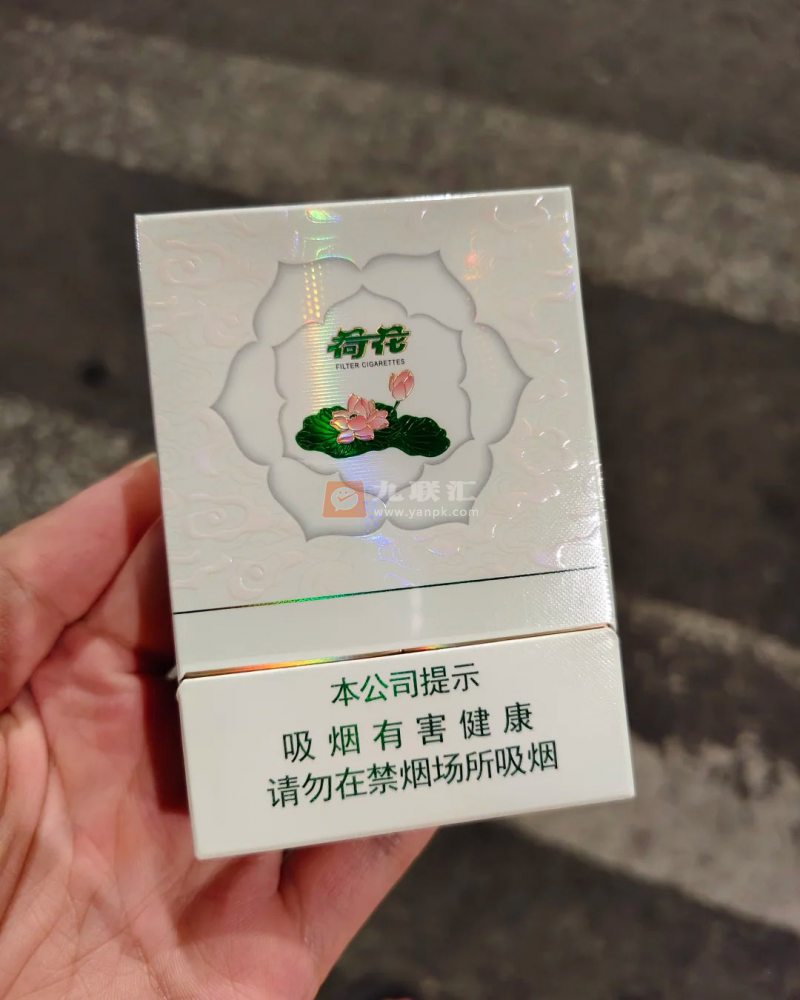 荷花
FILTER CIGARETTES
九联汇
www.yanpk.com
本公司提示
吸烟有害健康
请勿在禁烟场所吸烟